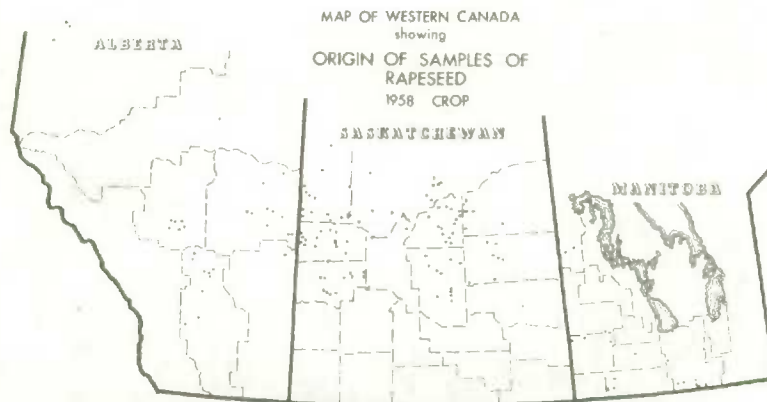 MAP OF WESTERN CANADA
showing
ORIGIN OF SAMPLES OF
RAPESEED
1958 CROP
ALBERTA
SASKATCHEWAN
MANITOBA